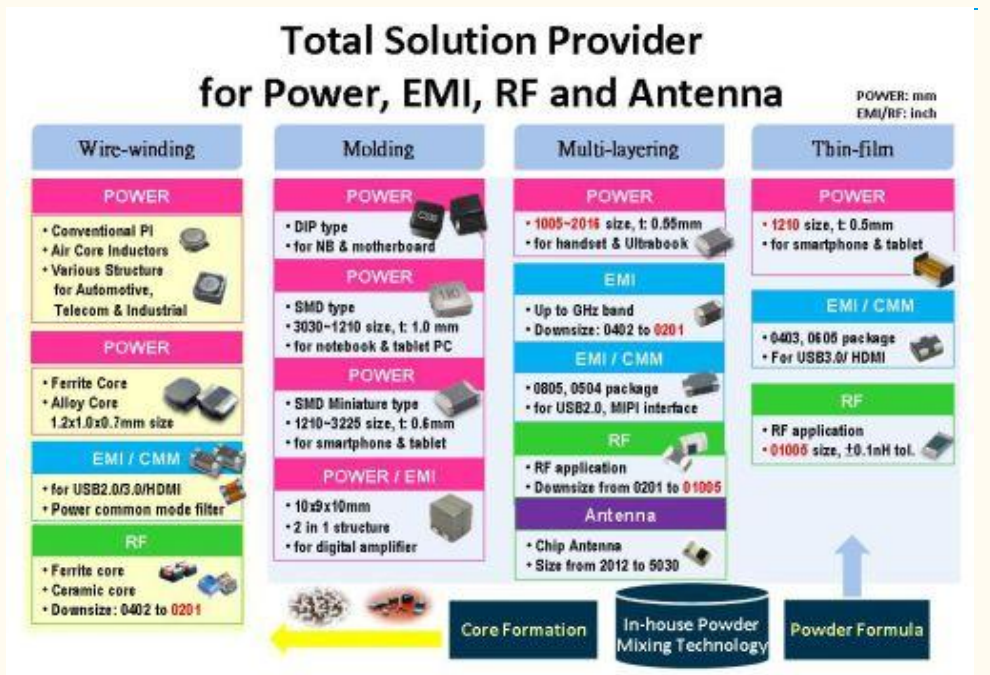 Total Solution Provider
for Power, EMI, RF and Antenna
POWER: mm
EMI/RF: inch
Wire-winding
POWER
• Conventional PI
• Air Core Inductors
• Various Structure
for Automotive,
Telecom & Industrial
POWER
• Ferrite Core
• Alloy Core
1.2x1.0x0.7mm size
EMI / CMM
• for USB2.0/3.0/HDMI
• Power common mode filter
RF
• Ferrite core
• Ceramic core
• Downsize: 0402 to 0201
Molding
POWER
• DIP type
• for NB & motherboard
POWER
• SMD type
• 3030~1210 size, t: 1.0 mm
• for notebook & tablet PC
POWER
• SMD Miniature type
• 1210~3225 size, t: 0.6mm
• for smartphone & tablet
POWER / EMI
• 10x9x10mm
• 2 in 1 structure
• for digital amplifier
Multi-layering
POWER
• 1005~2016 size, t: 0.55mm
• for handset & Ultrabook
EMI
• Up to GHz band
• Downsize: 0402 to 0201
EMI / CMM
• 0805, 0504 package
• for USB2.0, MIPI interface
RF
• RF application
• Downsize from 0201 to 01005
Antenna
• Chip Antenna
• Size from 2012 to 5030
Thin-film
POWER
• 1210 size, t: 0.5mm
• for smartphone & tablet
EMI / CMM
• 0403, 0605 package
• For USB3.0/ HDMI
RF
• RF application
• 01005 size, ±0.1nH tol.
Core Formation
In-house Powder
Mixing Technology
Powder Formula